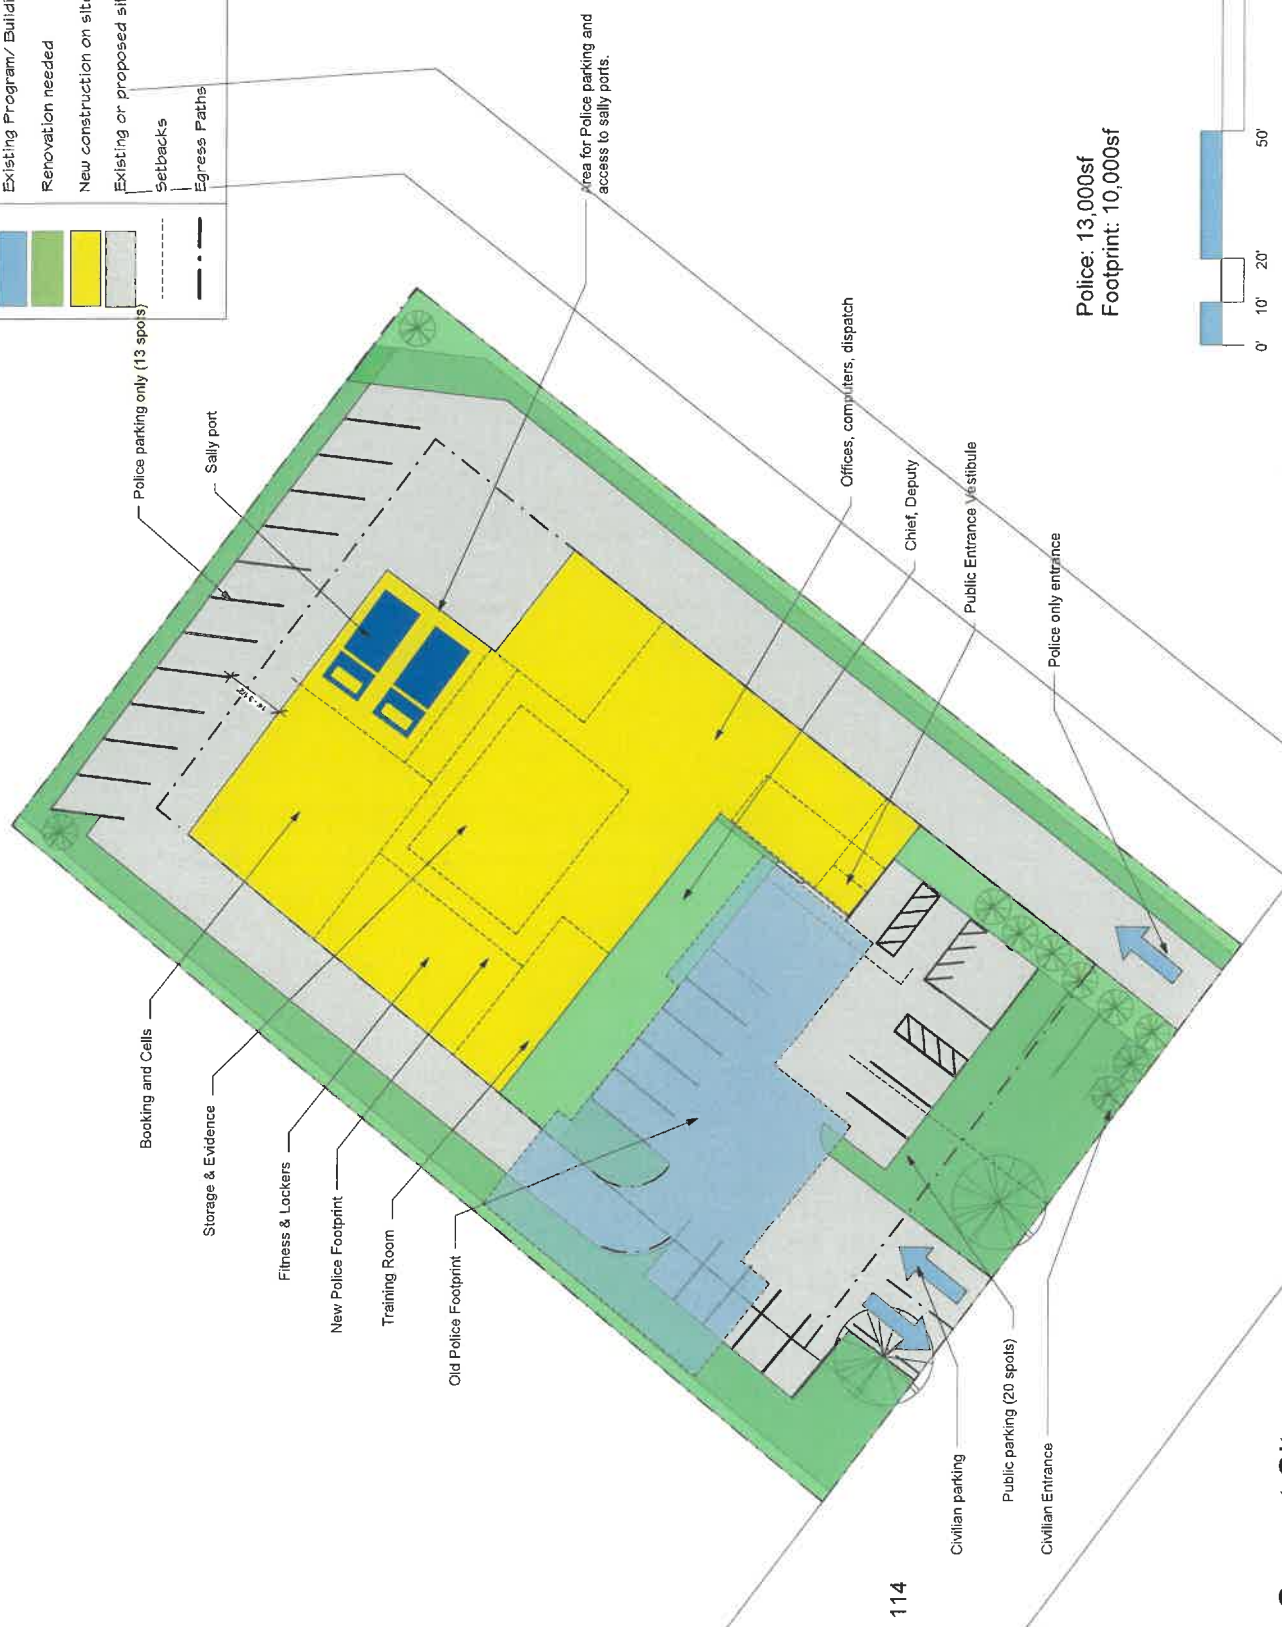 Existing Program/ Buildi
Renovation needed
New construction on site
Existing or proposed sit
Setbacks
Egress Paths
Police parking only (13 spots)
Sally port
Area for Police parking and
access to sally ports.
Offices, computers, dispatch
Chief, Deputy
Public Entrance Vestibule
Police only entrance
Booking and Cells
Storage & Evidence
Fitness & Lockers
New Police Footprint
Training Room
Old Police Footprint
Civilian parking
Public parking (20 spots)
Civilian Entrance
Police: 13,000sf
Footprint: 10,000sf
0' 10' 20' 50'
114